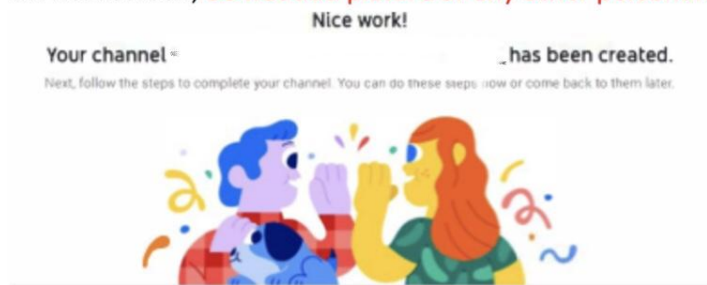 Nice work!
Your channel has been created.
Next, follow the steps to complete your channel. You can do these steps now or come back to them later.